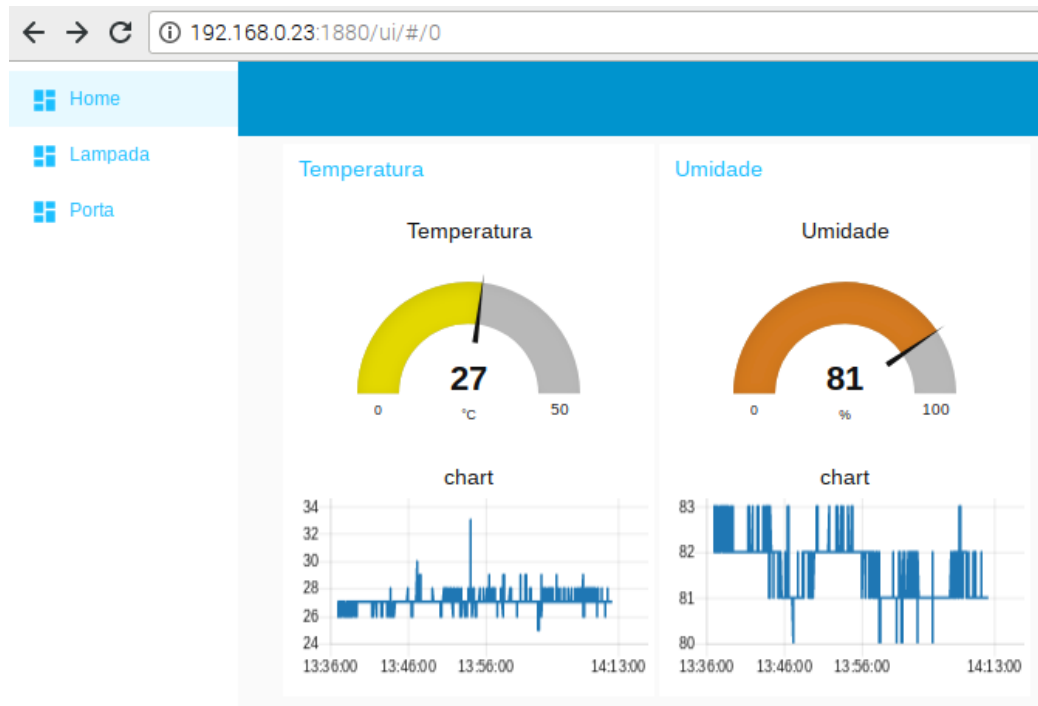 192.168.0.23:1880/ui/#/0
Home
Lampada
Porta
Temperatura
Temperatura
27
0
°C
50
chart
34
32
30
28
26
24
13:36:00 13:46:00 13:56:00 14:13:00
Umidade
Umidade
81
0
%
100
chart
83
82
81
80
13:36:00 13:46:00 13:56:00 14:13:00